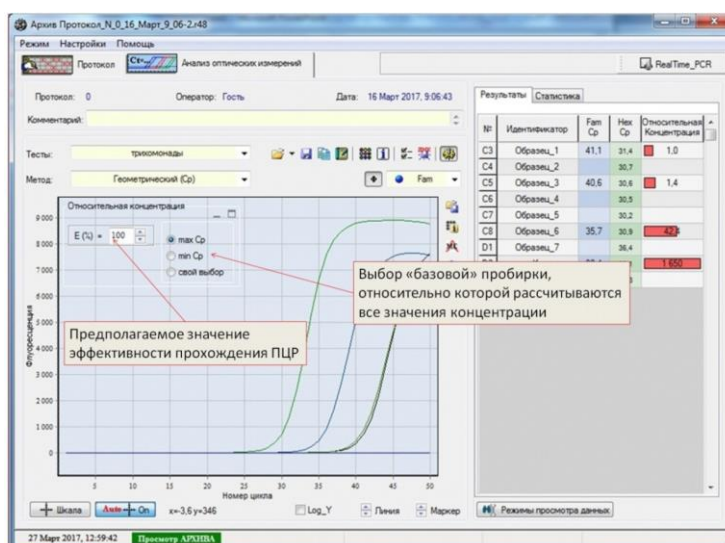 Архив Протокол_N_0_16_Март_9_06-2.r48
Режим Настройки Помощь
Протокол
Ct
Анализ оптических измерений
RealTime_PCR
Протокол: 0 Оператор: Гость Дата: 16 Март 2017, 9:06:43
Комментарий:
Тесты: трихомонады
Метод: Геометрический (Cp) Fam
Относительная концентрация
E (%) = 100
max Cp
min Cp
свой выбор
Выбор «базовой» пробирки,
относительно которой рассчитываются
все значения концентрации
Предполагаемое значение
эффективности прохождения ПЦР
Флуоресценция
9 000
8 000
7 000
6 000
4 000
3 000
2 000
1 000
0
5 10 15 20 25 30 35 40 45 50
Номер цикла
Шкала Auto On x=-3,6 y=346 Log_Y Линия Маркер
Результаты Статистика
№ Идентификатор Fam Cp Hex Cp Относительная Концентрация
C3 Образец_1 41,1 31,4 1,0
C4 Образец_2 30,7
C5 Образец_3 40,6 30,6 1,4
C6 Образец_4 30,5
C7 Образец_5 30,2
C8 Образец_6 35,7 30,9
D1 Образец_7 36,4
1 650
Режимы просмотра данных
27 Март 2017, 12:59:42 Просмотр АРХИВА